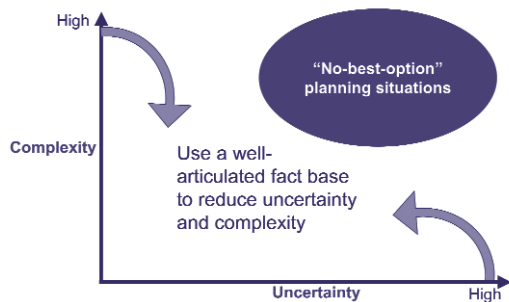 High
“No-best-option”
planning situations
Complexity
Use a well-
articulated fact base
to reduce uncertainty
and complexity
Uncertainty
High